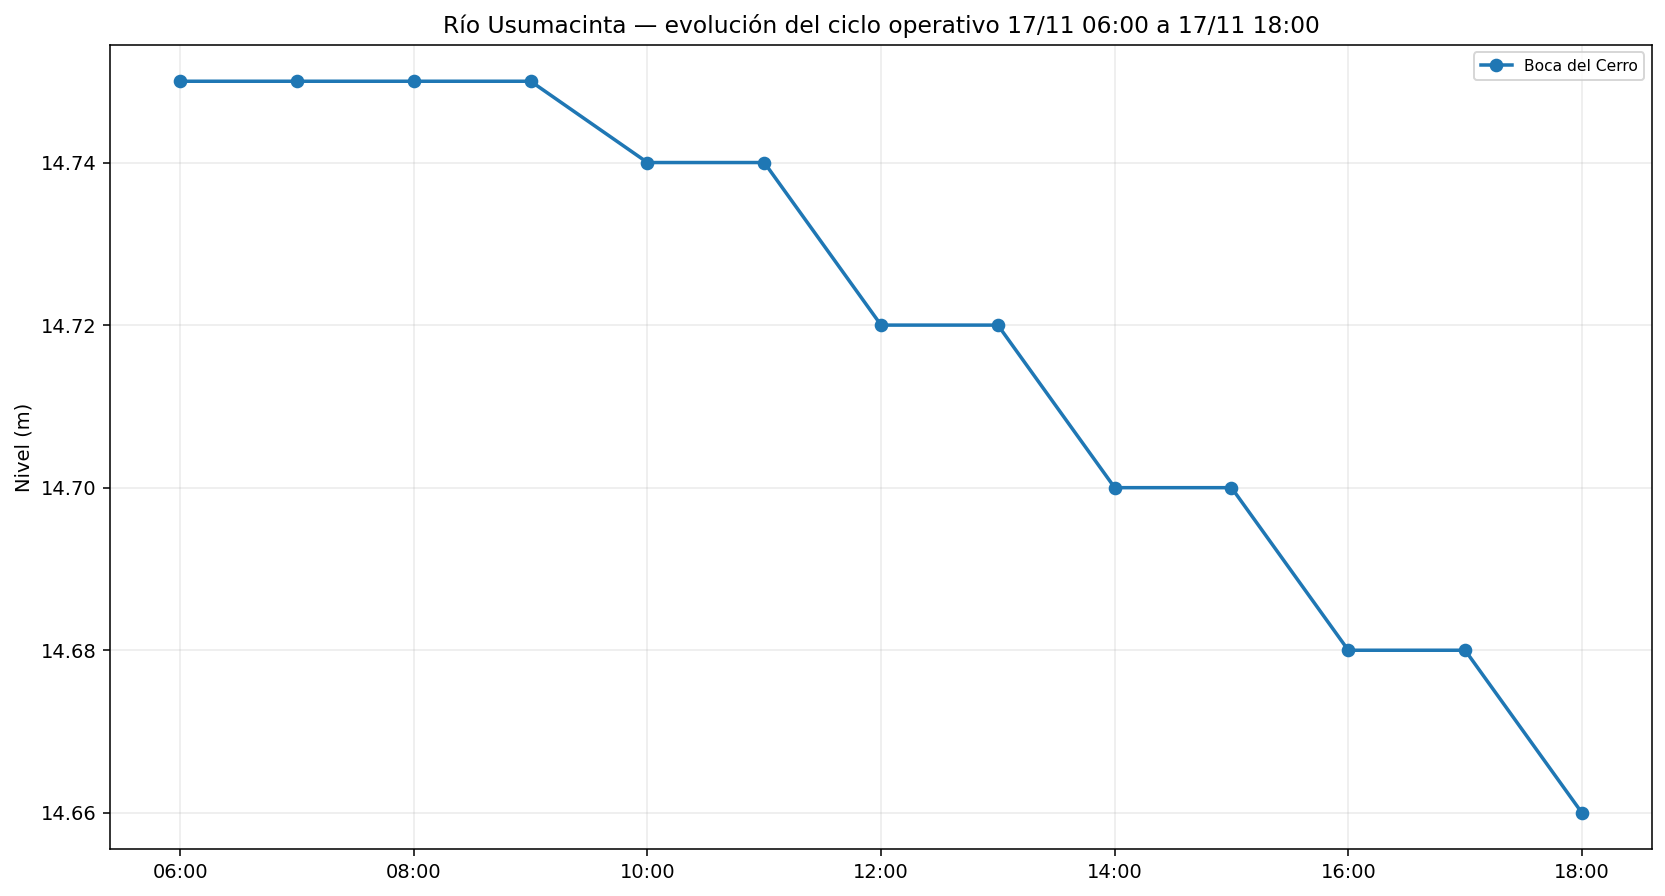 Río Usumacinta — evolución del ciclo operativo 17/11 06:00 a 17/11 18:00
Boca del Cerro
Nivel (m)
14.74
14.72
14.70
14.68
14.66
06:00 08:00 10:00 12:00 14:00 16:00 18:00